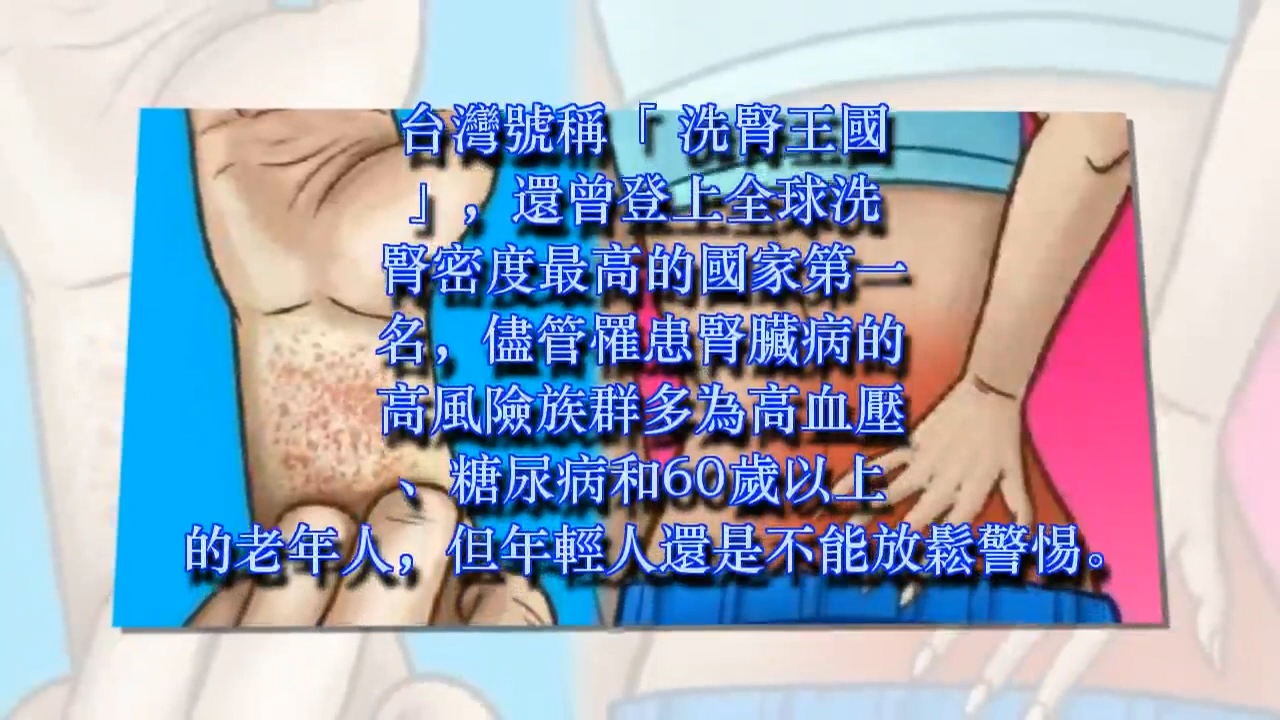 台灣號稱「 洗腎王國
」，還曾登上全球洗
腎密度最高的國家第一
名，儘管罹患腎臟病的
高風險族群多為高血壓
、糖尿病和60歲以上
的老年人，但年輕人還是不能放鬆警惕。